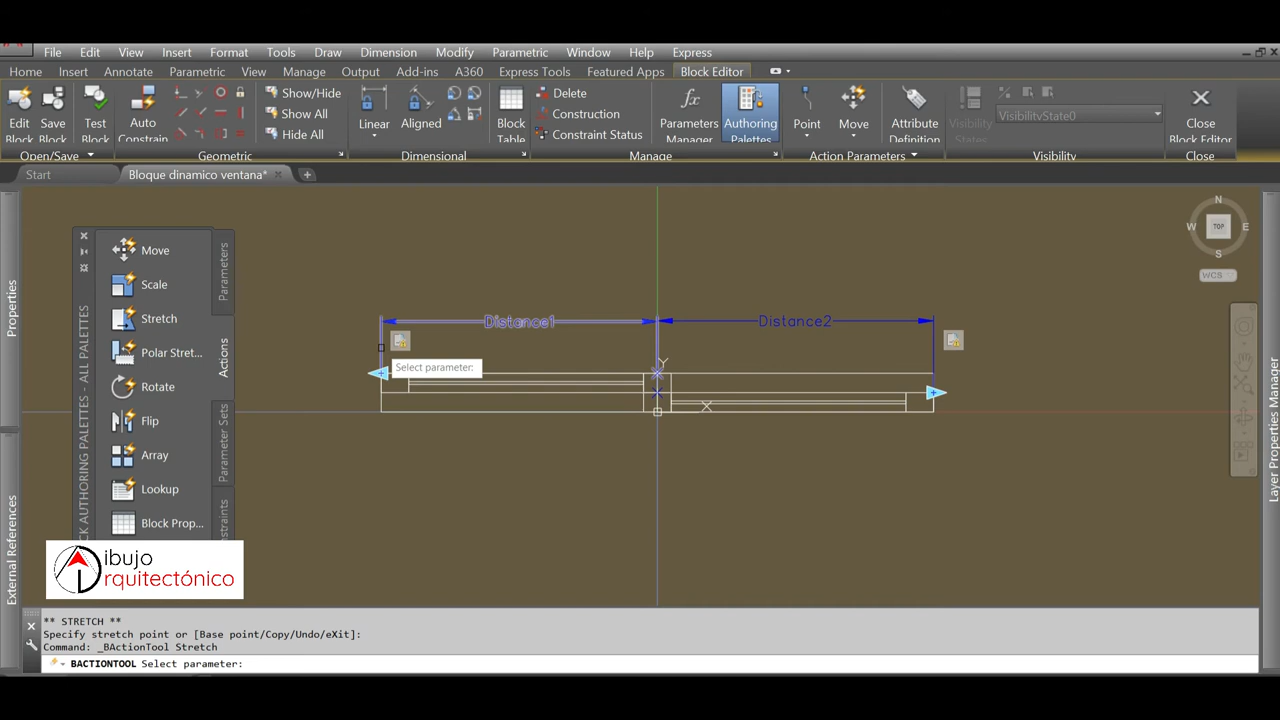 File Edit View Insert Format Tools Draw Dimension Modify Parametric Window Help Express
Home Insert Annotate Parametric View Manage Output Add-ins A360 Express Tools Featured Apps Block Editor
Edit
Block
Save
Block
Test
Block
Auto
Constrain
Show/Hide
Show All
Hide All
Linear
Aligned
Block
Table
Delete
Construction
Constraint Status
Parameters
Manager
Authoring
Palettes
Point
Move
Attribute
Definition
Visibility
States
VisibilityState0
Close
Block Editor
Open/Save Geometric Dimensional Manage Action Parameters Visibility Close
Start Bloque dinamico ventana*
Properties
External References
BLOCK AUTHORING PALETTES - ALL PALETTES
Move
Scale
Stretch
Polar Stret...
Rotate
Flip
Array
Lookup
Block Prop...
Parameters
Actions
Parameter Sets
Constraints
Distance1
Distance2
Select parameter:
Y
X
N
W TOP E
S
WCS
Layer Properties Manager
ibujo
rquitectónico
** STRETCH **
Specify stretch point or [Base point/Copy/Undo/eXit]:
Command: _BActionTool Stretch
BACTIONTOOL Select parameter: